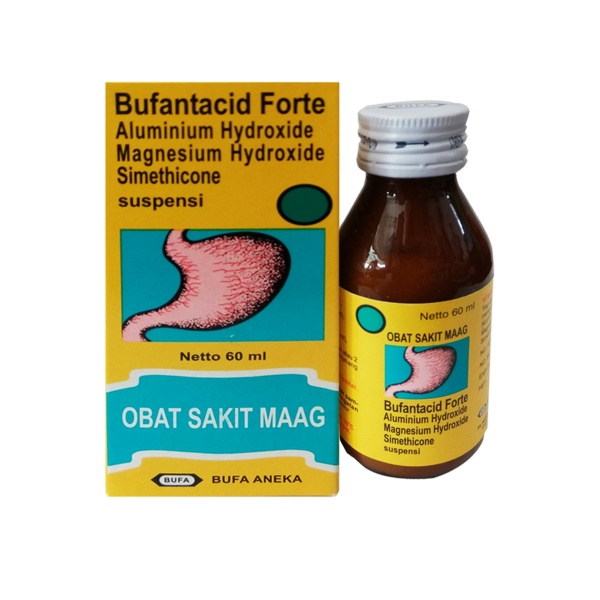 Bufantacid Forte
Aluminium Hydroxide
Magnesium Hydroxide
Simethicone
suspensi
Netto 60 ml
OBAT SAKIT MAAG
BUFA
BUFA ANEKA
BUFA
Netto 60 ml
OBAT SAKIT MAAG
Bufantacid Forte
Aluminium Hydroxide
Magnesium Hydroxide
Simethicone
suspensi